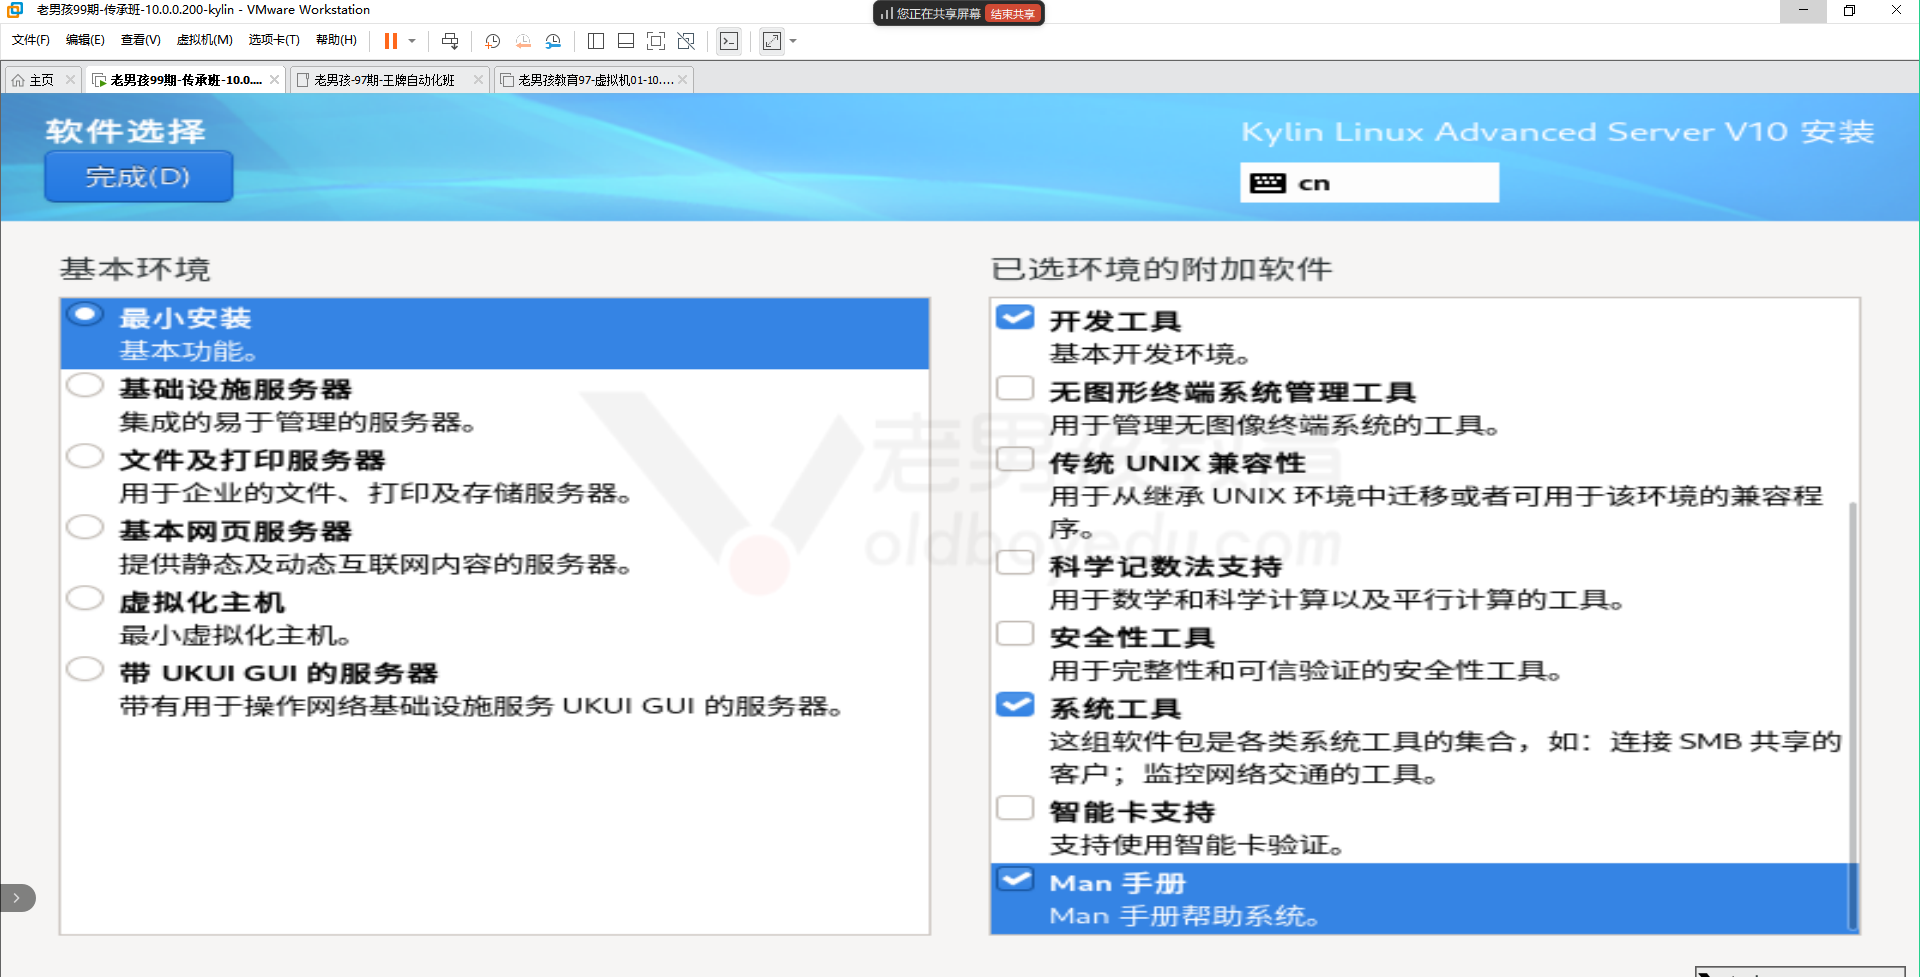 老男孩99期-传承班-10.0.0.200-kylin - VMware Workstation
您正在共享屏幕 结束共享
文件(F) 编辑(E) 查看(V) 虚拟机(M) 选项卡(T) 帮助(H)
主页 老男孩99期-传承班-10.0.... 老男孩-97期-王牌自动化班 老男孩教育97-虚拟机01-10....
软件选择
Kylin Linux Advanced Server V10 安装
完成(D)
cn
基本环境
最小安装
基本功能。
基础设施服务器
集成的易于管理的服务器。
文件及打印服务器
用于企业的文件、打印及存储服务器。
基本网页服务器
提供静态及动态互联网内容的服务器。
虚拟化主机
最小虚拟化主机。
带 UKUI GUI 的服务器
带有用于操作网络基础设施服务 UKUI GUI 的服务器。
已选环境的附加软件
开发工具
基本开发环境。
无图形终端系统管理工具
用于管理无图像终端系统的工具。
传统 UNIX 兼容性
用于从继承 UNIX 环境中迁移或者可用于该环境的兼容程
序。
科学记数法支持
用于数学和科学计算以及平行计算的工具。
安全性工具
用于完整性和可信验证的安全性工具。
系统工具
这组软件包是各类系统工具的集合，如：连接 SMB 共享的
客户；监控网络交通的工具。
智能卡支持
支持使用智能卡验证。
Man 手册
Man 手册帮助系统。
老男孩教育
oldboyedu.com